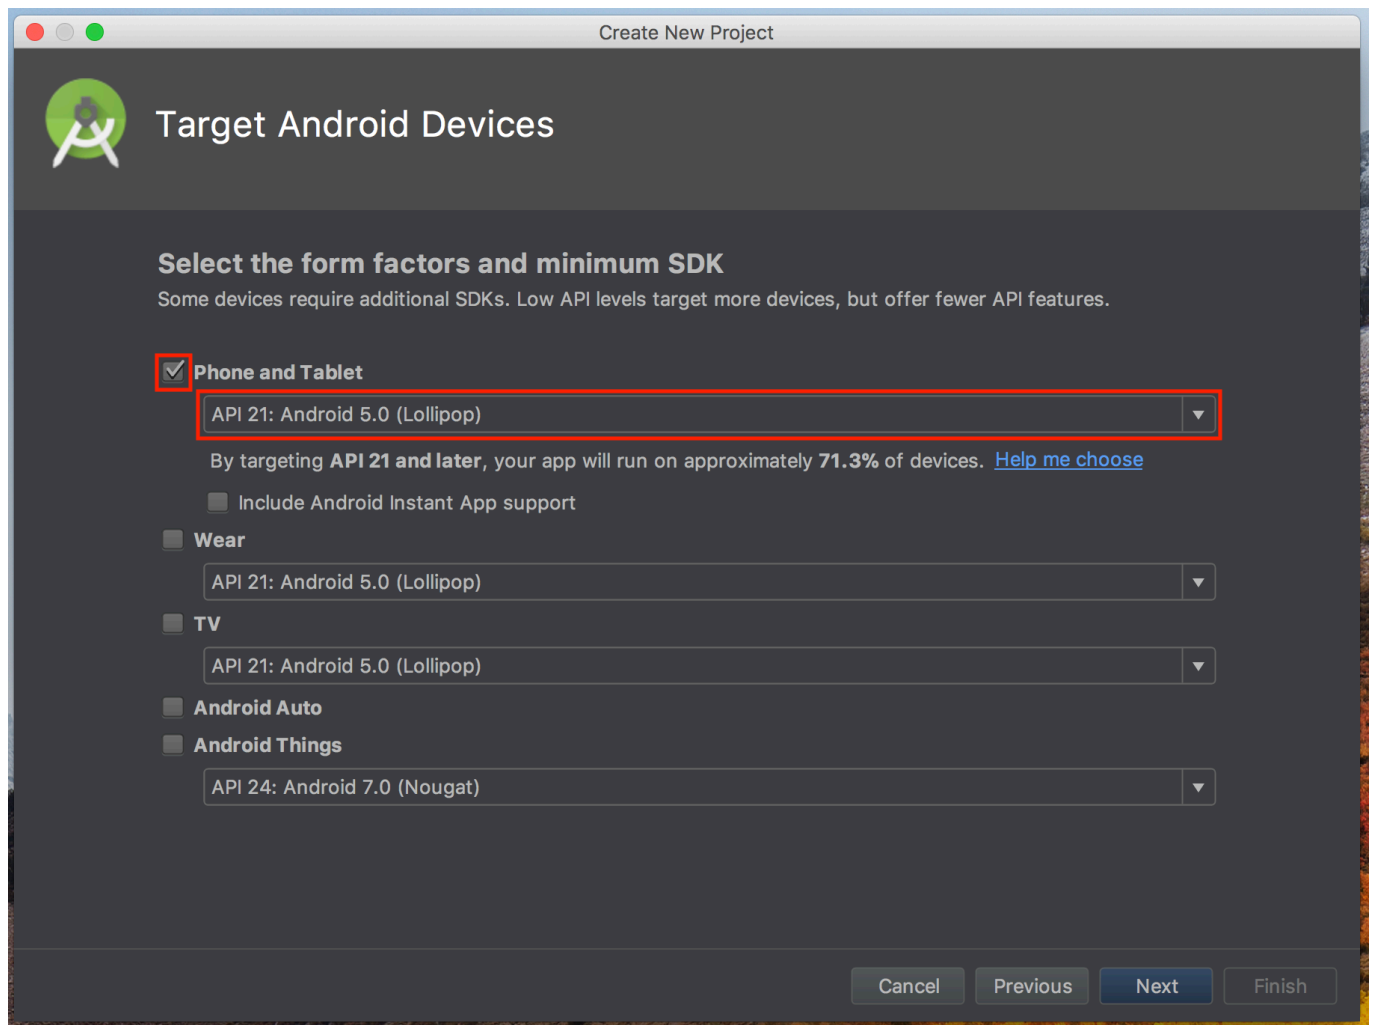 Create New Project
Target Android Devices
Select the form factors and minimum SDK
Some devices require additional SDKs. Low API levels target more devices, but offer fewer API features.
Phone and Tablet
API 21: Android 5.0 (Lollipop)
By targeting API 21 and later, your app will run on approximately 71.3% of devices. Help me choose
Include Android Instant App support
Wear
API 21: Android 5.0 (Lollipop)
TV
API 21: Android 5.0 (Lollipop)
Android Auto
Android Things
API 24: Android 7.0 (Nougat)
Cancel Previous Next Finish